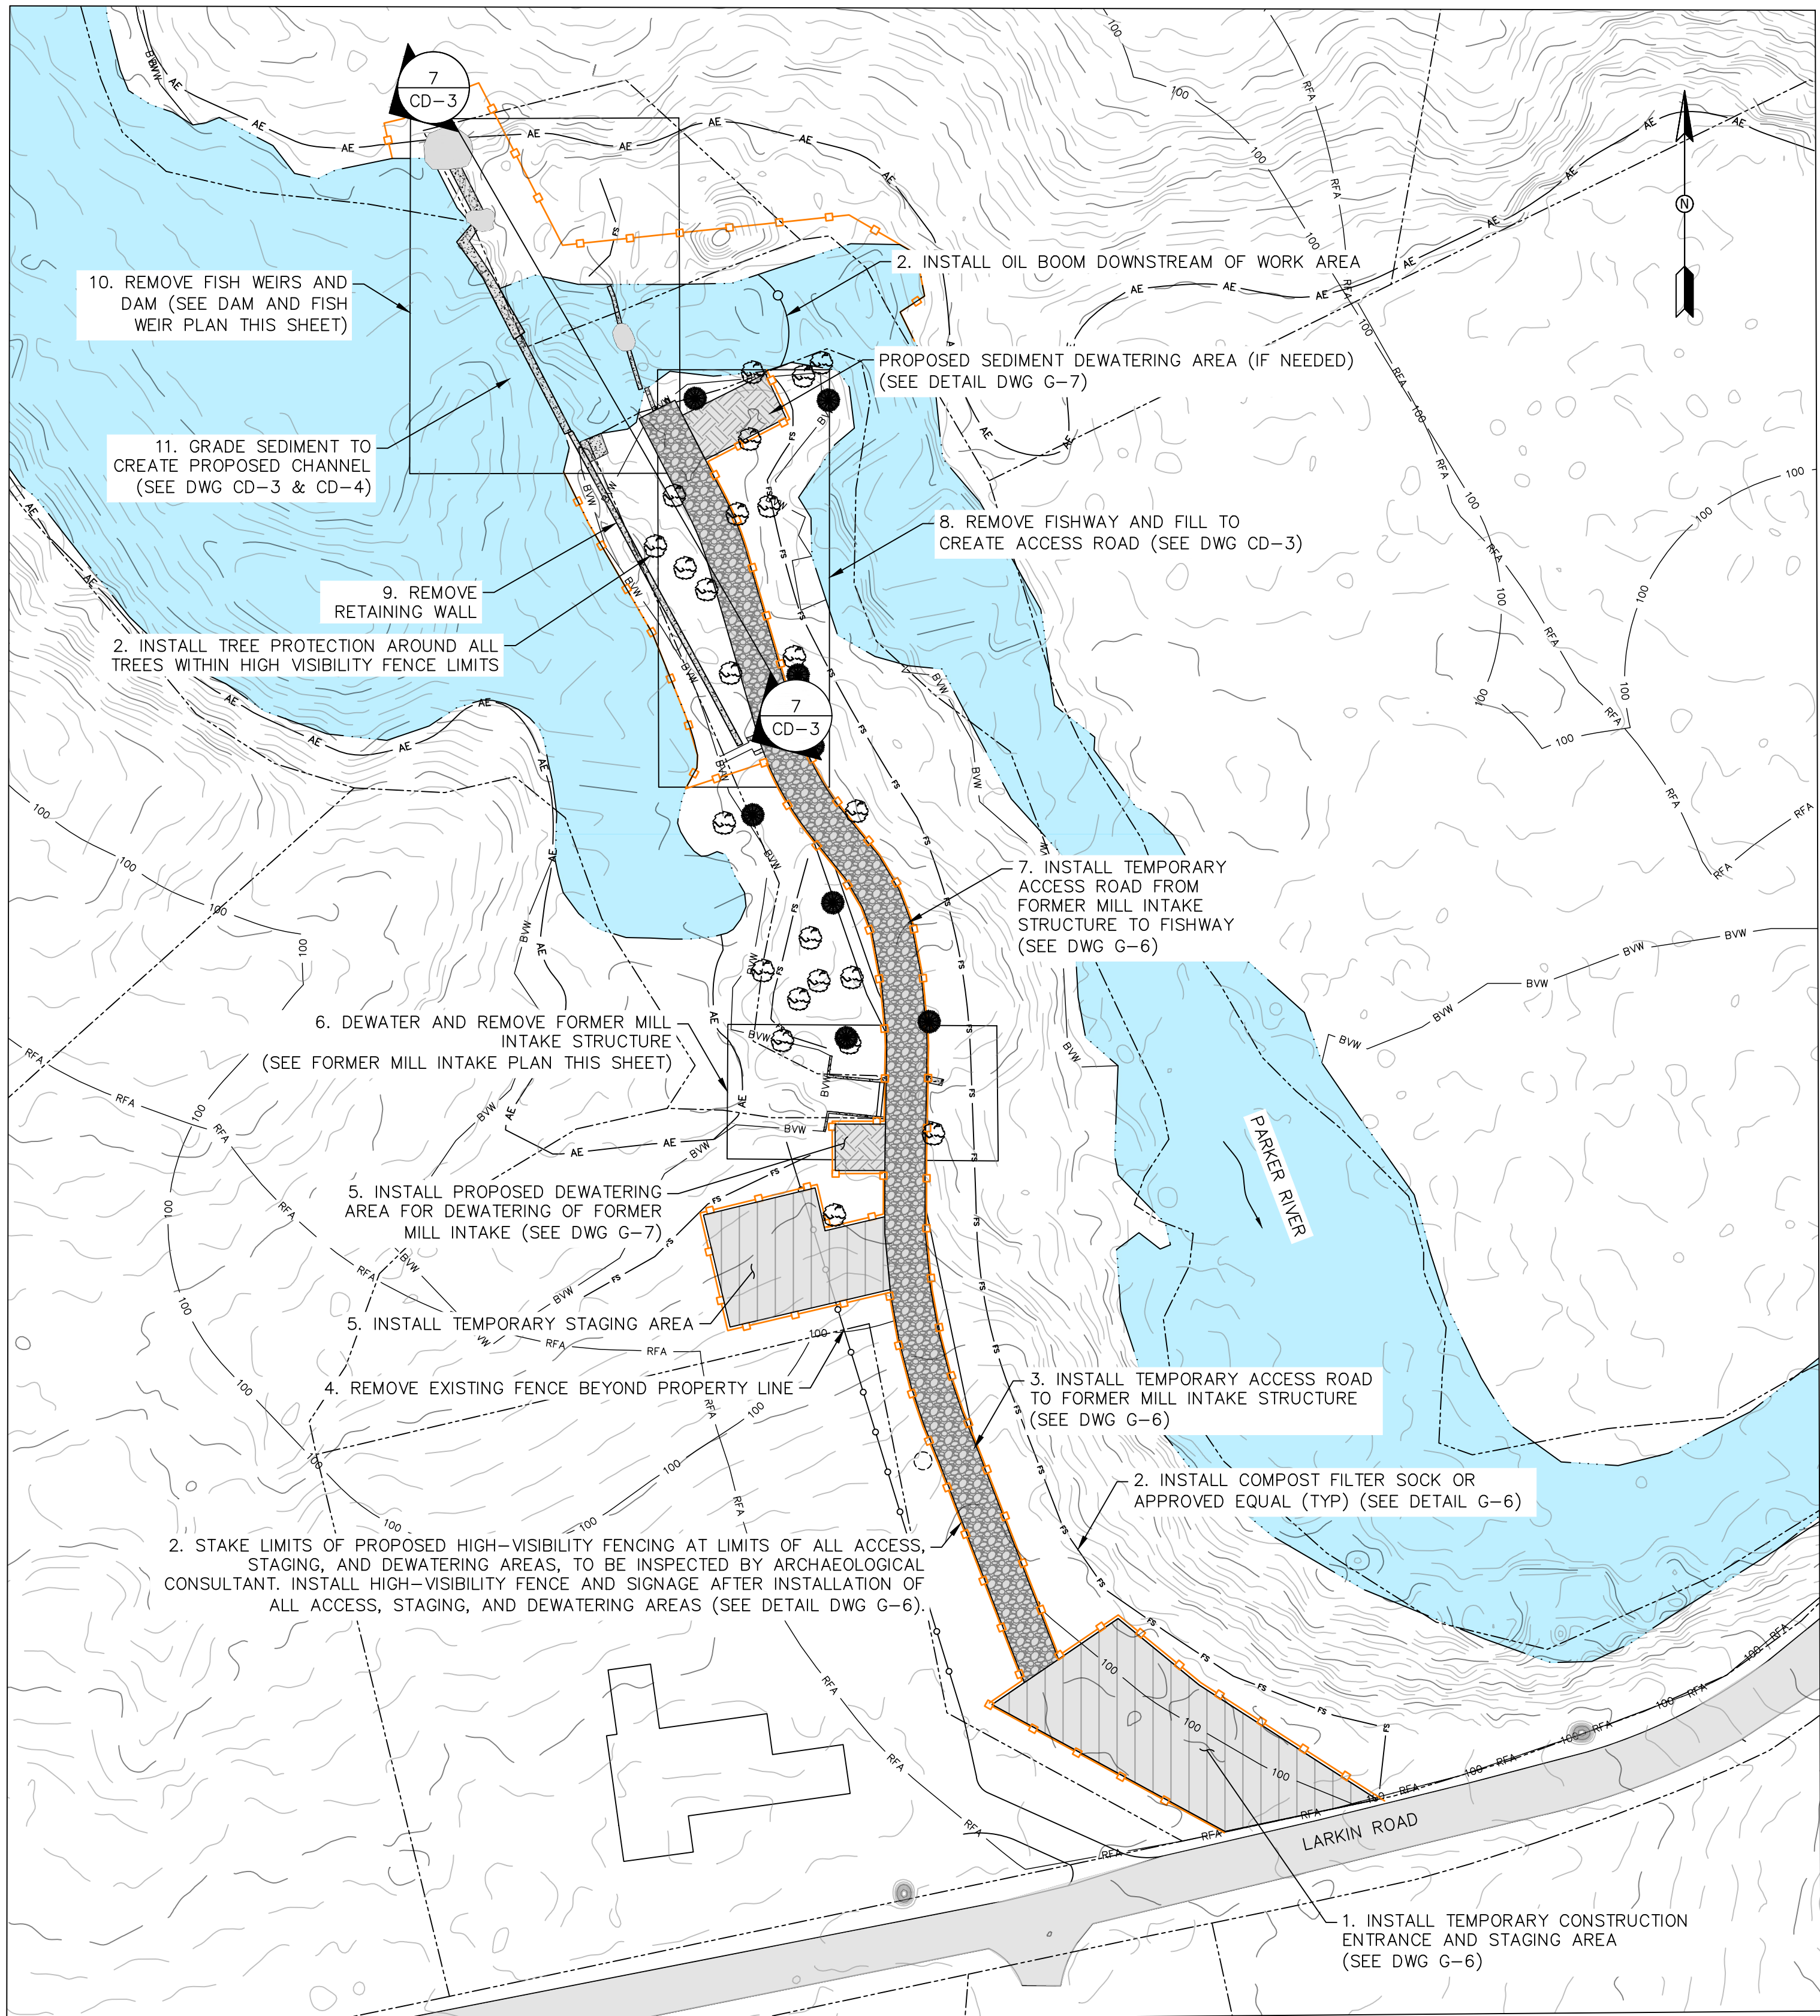 7
CD-3
10. REMOVE FISH WEIRS AND
DAM (SEE DAM AND FISH
WEIR PLAN THIS SHEET)
2. INSTALL OIL BOOM DOWNSTREAM OF WORK AREA
N
PROPOSED SEDIMENT DEWATERING AREA (IF NEEDED)
(SEE DETAIL DWG G-7)
11. GRADE SEDIMENT TO
CREATE PROPOSED CHANNEL
(SEE DWG CD-3 & CD-4)
8. REMOVE FISHWAY AND FILL TO
CREATE ACCESS ROAD (SEE DWG CD-3)
9. REMOVE
RETAINING WALL
2. INSTALL TREE PROTECTION AROUND ALL
TREES WITHIN HIGH VISIBILITY FENCE LIMITS
7
CD-3
7. INSTALL TEMPORARY
ACCESS ROAD FROM
FORMER MILL INTAKE
STRUCTURE TO FISHWAY
(SEE DWG G-6)
6. DEWATER AND REMOVE FORMER MILL
INTAKE STRUCTURE
(SEE FORMER MILL INTAKE PLAN THIS SHEET)
PARKER RIVER
5. INSTALL PROPOSED DEWATERING
AREA FOR DEWATERING OF FORMER
MILL INTAKE (SEE DWG G-7)
5. INSTALL TEMPORARY STAGING AREA
4. REMOVE EXISTING FENCE BEYOND PROPERTY LINE
3. INSTALL TEMPORARY ACCESS ROAD
TO FORMER MILL INTAKE STRUCTURE
(SEE DWG G-6)
2. INSTALL COMPOST FILTER SOCK OR
APPROVED EQUAL (TYP) (SEE DETAIL G-6)
2. STAKE LIMITS OF PROPOSED HIGH-VISIBILITY FENCING AT LIMITS OF ALL ACCESS,
STAGING, AND DEWATERING AREAS, TO BE INSPECTED BY ARCHAEOLOGICAL
CONSULTANT. INSTALL HIGH-VISIBILITY FENCE AND SIGNAGE AFTER INSTALLATION OF
ALL ACCESS, STAGING, AND DEWATERING AREAS (SEE DETAIL DWG G-6).
LARKIN ROAD
1. INSTALL TEMPORARY CONSTRUCTION
ENTRANCE AND STAGING AREA
(SEE DWG G-6)
BVW
AE
100
RFA
FS